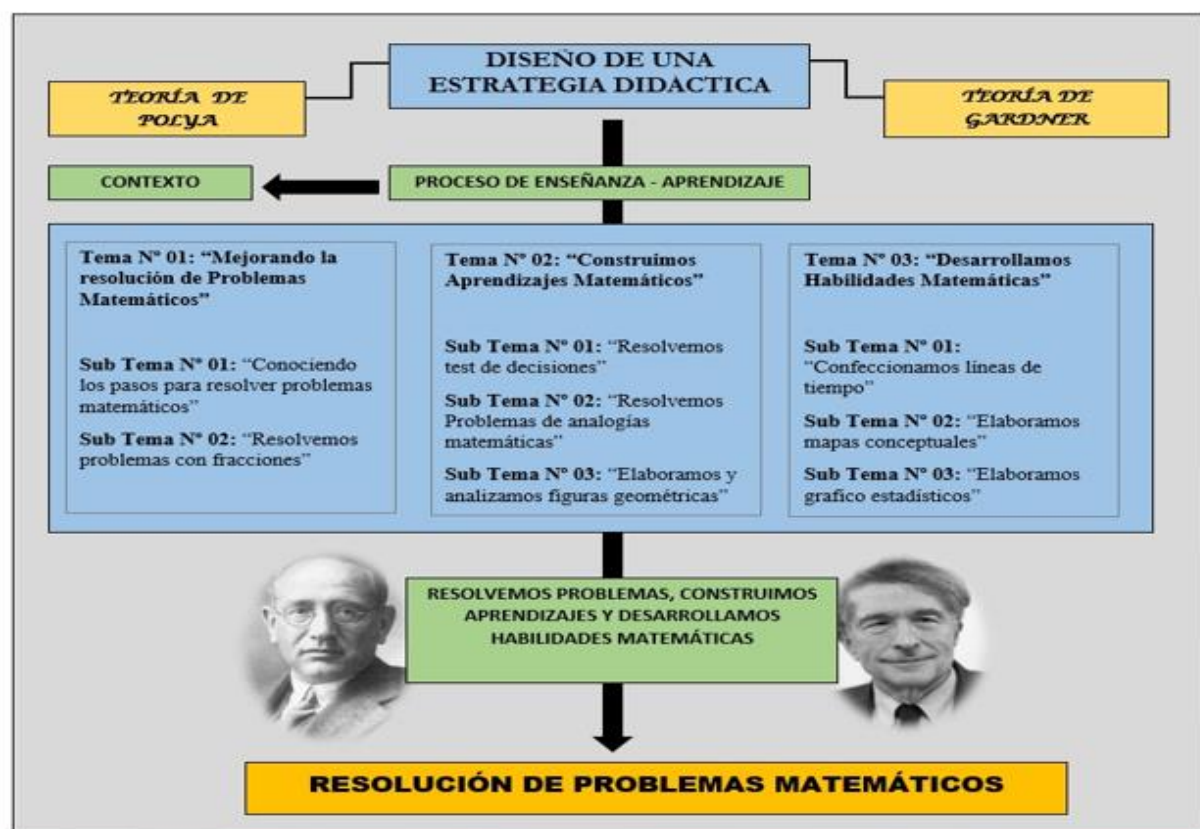 DISEÑO DE UNA
ESTRATEGIA DIDACTICA
TEORÍA DE
POLYA
TEORÍA DE
GARDNER
CONTEXTO
PROCESO DE ENSEÑANZA - APRENDIZAJE
Tema Nº 01: “Mejorando la
resolución de Problemas
Matemáticos”
Sub Tema Nº 01: “Conociendo
los pasos para resolver problemas
matemáticos”
Sub Tema Nº 02: “Resolvemos
problemas con fracciones”
Tema Nº 02: “Construimos
Aprendizajes Matemáticos”
Sub Tema Nº 01: “Resolvemos
test de decisiones”
Sub Tema Nº 02: “Resolvemos
Problemas de analogías
matemáticas”
Sub Tema Nº 03: “Elaboramos y
analizamos figuras geométricas”
Tema Nº 03: “Desarrollamos
Habilidades Matemáticas”
Sub Tema Nº 01:
“Confeccionamos líneas de
tiempo”
Sub Tema Nº 02: “Elaboramos
mapas conceptuales”
Sub Tema Nº 03: “Elaboramos
grafico estadísticos”
RESOLVEMOS PROBLEMAS, CONSTRUIMOS
APRENDIZAJES Y DESARROLLAMOS
HABILIDADES MATEMÁTICAS
RESOLUCIÓN DE PROBLEMAS MATEMÁTICOS